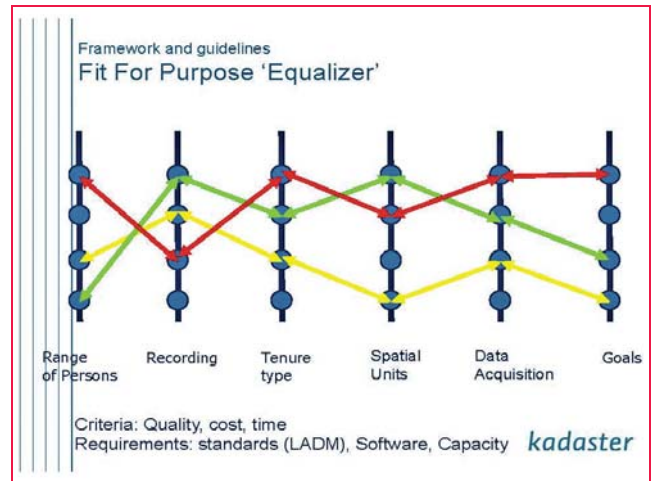 Framework and guidelines
Fit For Purpose ‘Equalizer’
Range
of Persons
Recording
Tenure
type
Spatial
Units
Data
Acquisition
Goals
Criteria: Quality, cost, time
Requirements: standards (LADM), Software, Capacity
kadaster